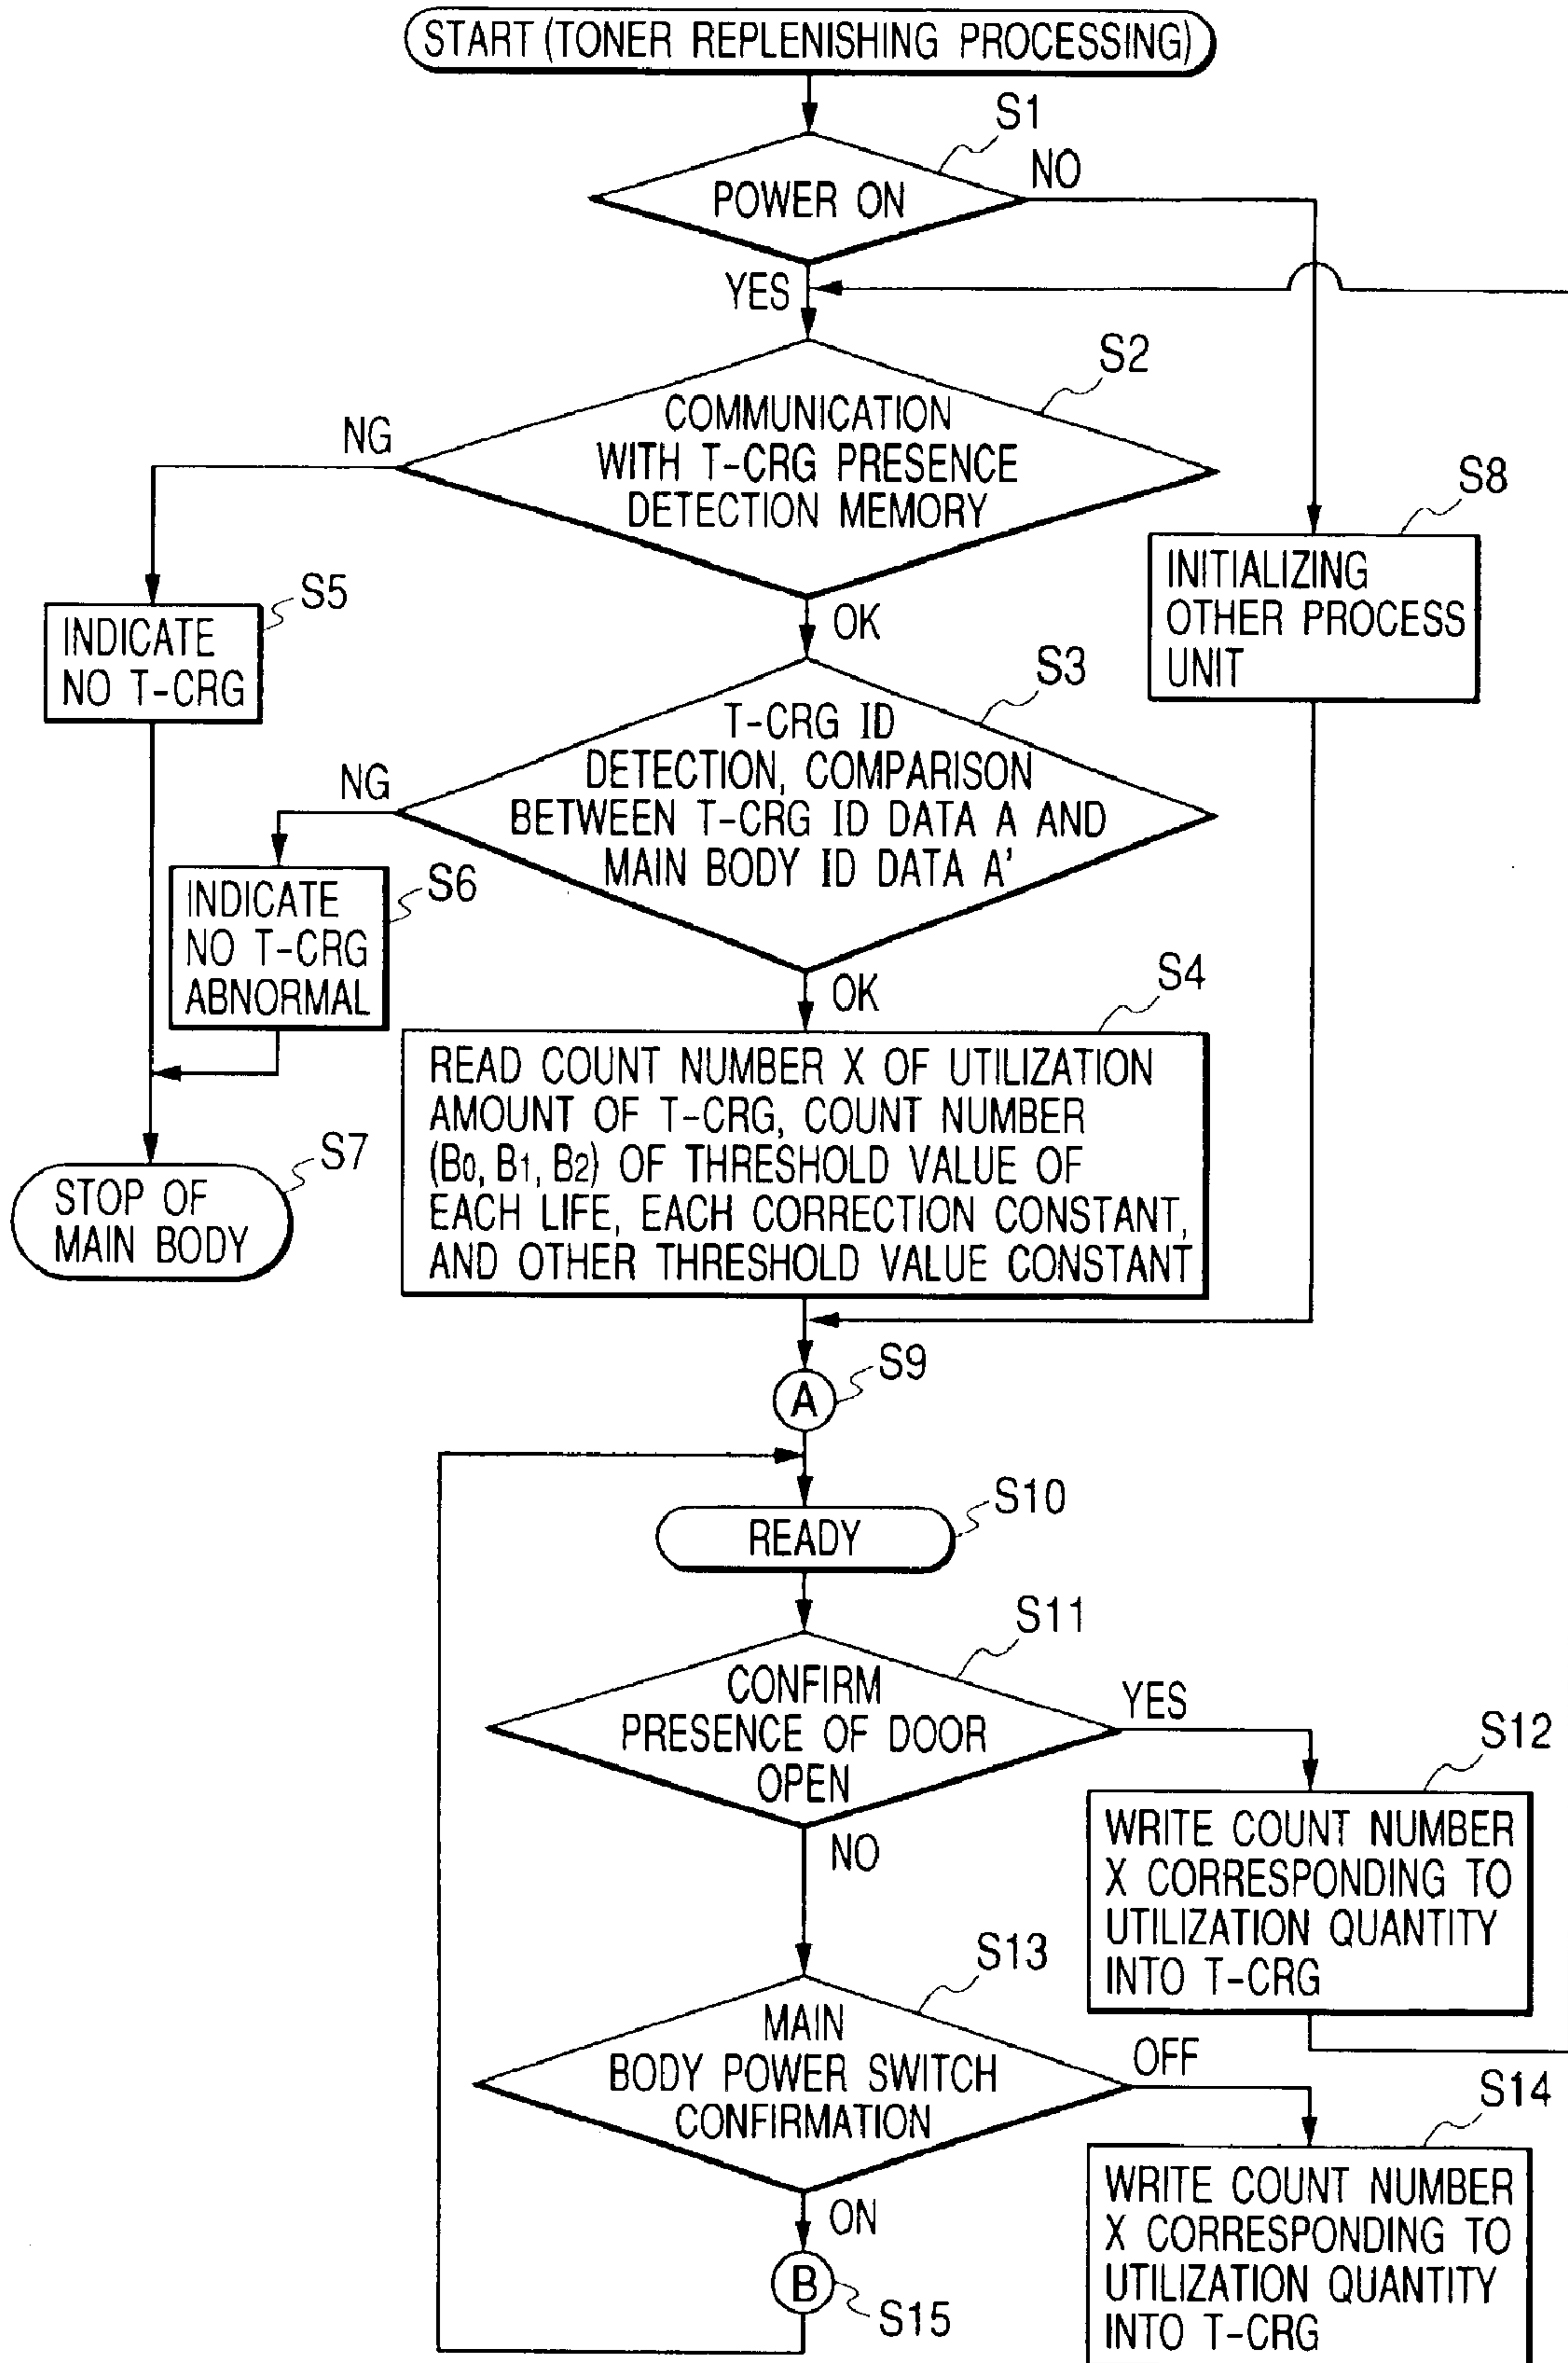 START (TONER REPLENISHING PROCESSING)
S1
POWER ON
NO
YES
S2
COMMUNICATION
WITH T-CRG PRESENCE
DETECTION MEMORY
NG
OK
S8
INITIALIZING
OTHER PROCESS
UNIT
S5
INDICATE
NO T-CRG
S3
T-CRG ID
DETECTION, COMPARISON
BETWEEN T-CRG ID DATA A AND
MAIN BODY ID DATA A'
NG
OK
S6
INDICATE
NO T-CRG
ABNORMAL
S4
READ COUNT NUMBER X OF UTILIZATION
AMOUNT OF T-CRG, COUNT NUMBER
(B0, B1, B2) OF THRESHOLD VALUE OF
EACH LIFE, EACH CORRECTION CONSTANT,
AND OTHER THRESHOLD VALUE CONSTANT
S7
STOP OF
MAIN BODY
S9
A
S10
READY
S11
CONFIRM
PRESENCE OF DOOR
OPEN
YES
NO
S12
WRITE COUNT NUMBER
X CORRESPONDING TO
UTILIZATION QUANTITY
INTO T-CRG
S13
MAIN
BODY POWER SWITCH
CONFIRMATION
OFF
ON
S14
WRITE COUNT NUMBER
X CORRESPONDING TO
UTILIZATION QUANTITY
INTO T-CRG
B
S15